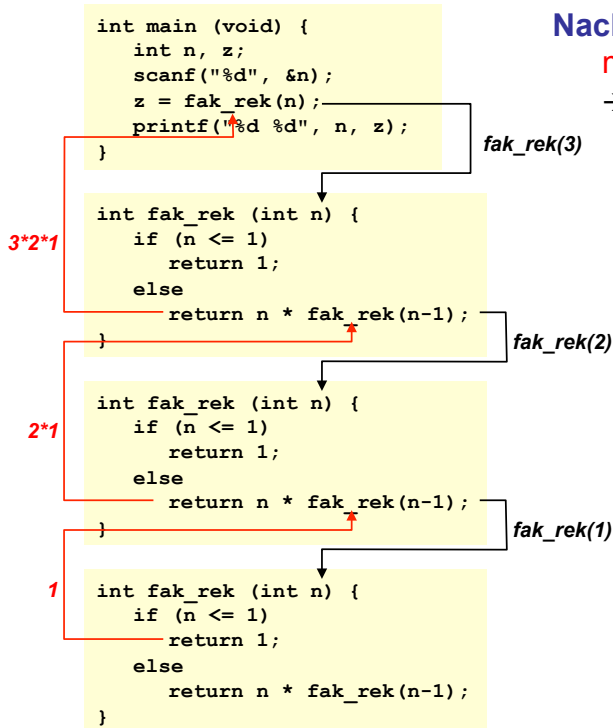 int main (void) {
int n, z;
scanf("%d", &n);
z = fak_rek(n);
printf("%d %d", n, z);
}
fak_rek(3)
int fak_rek (int n) {
if (n <= 1)
return 1;
else
return n * fak_rek(n-1);
}
3*2*1
fak_rek(2)
int fak_rek (int n) {
if (n <= 1)
return 1;
else
return n * fak_rek(n-1);
}
2*1
fak_rek(1)
int fak_rek (int n) {
if (n <= 1)
return 1;
else
return n * fak_rek(n-1);
}
1